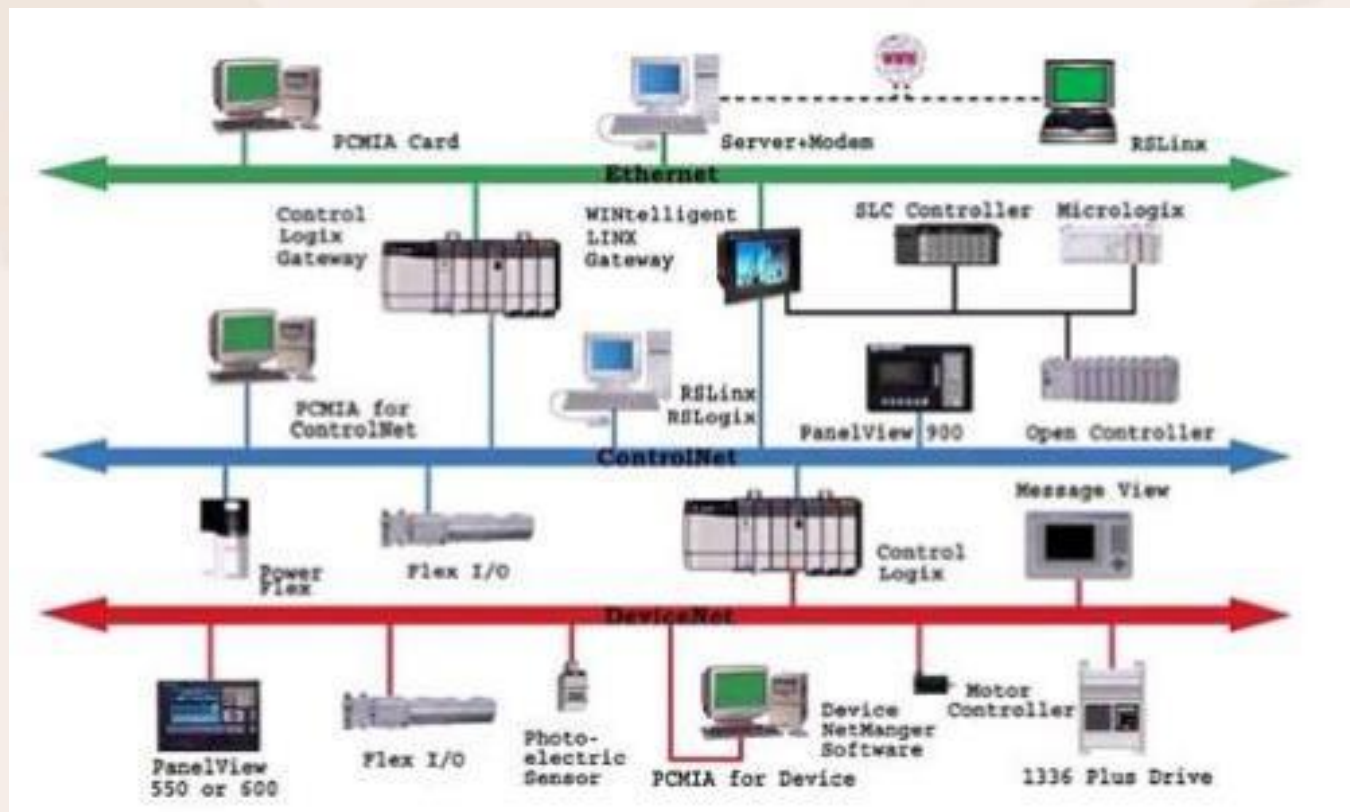 WWW
PCMIA Card
Server+Modem
RSLinx
Ethernet
Control
Logix
Gateway
WINtelligent
LINX
Gateway
SLC Controller
Micrologix
PCMIA for
ControlNet
RSLinx
RSLogix
PanelView 900
Open Controller
ControlNet
Power
Flex
Flex I/O
Control
Logix
Message View
DeviceNet
PanelView
550 or 600
Flex I/O
Photo-
electric
Sensor
PCMIA for Device
Device
NetManger
Software
Motor
Controller
1336 Plus Drive